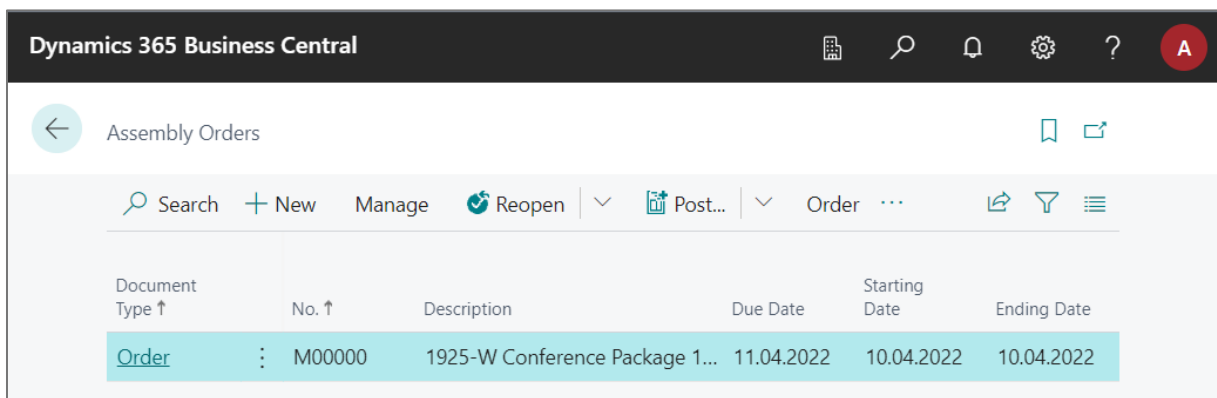 Dynamics 365 Business Central
A
Assembly Orders
Search New Manage Reopen Post... Order ...
Document Type ↑ No. ↑ Description Due Date Starting Date Ending Date
Order M00000 1925-W Conference Package 1... 11.04.2022 10.04.2022 10.04.2022